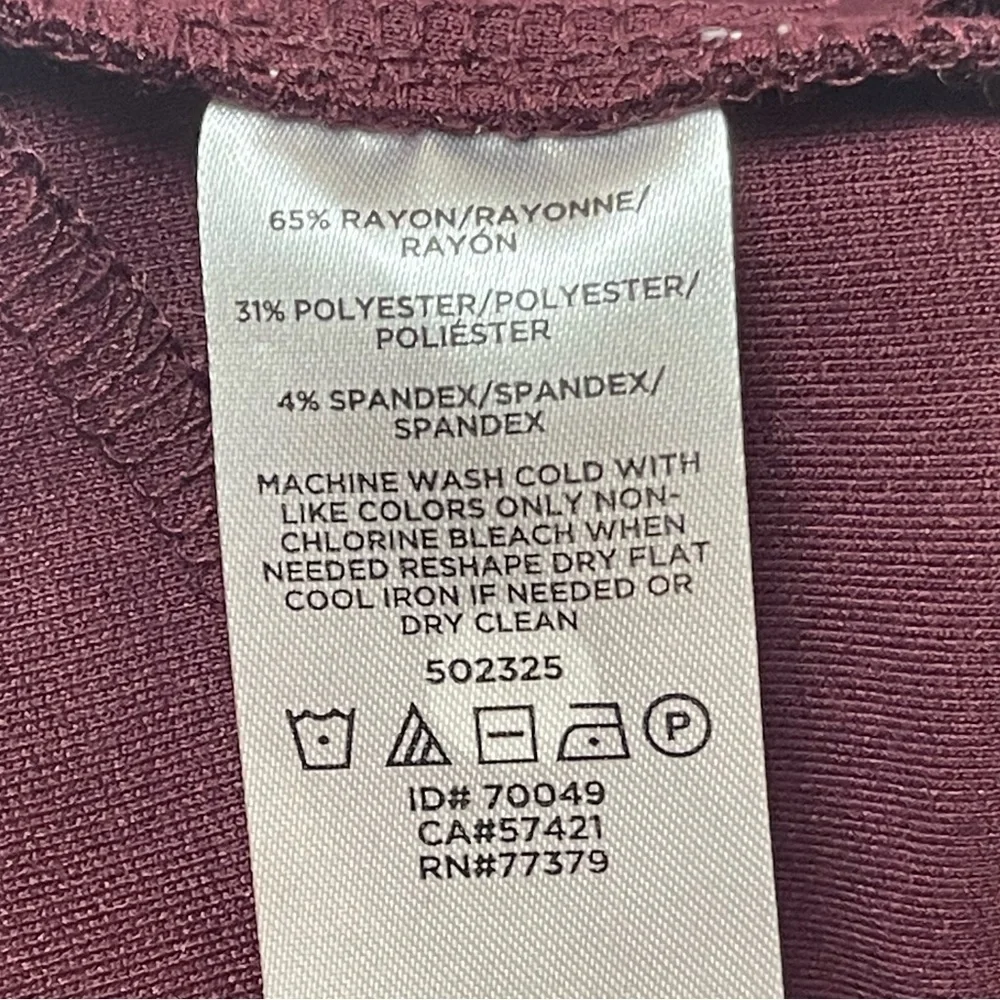 65% RAYON/RAYONNE/
RAYÓN
31% POLYESTER/POLYESTER/
POLIÉSTER
4% SPANDEX/SPANDEX/
SPANDEX
MACHINE WASH COLD WITH
LIKE COLORS ONLY NON-
CHLORINE BLEACH WHEN
NEEDED RESHAPE DRY FLAT
COOL IRON IF NEEDED OR
DRY CLEAN
502325
P
ID# 70049
CA#57421
RN#77379